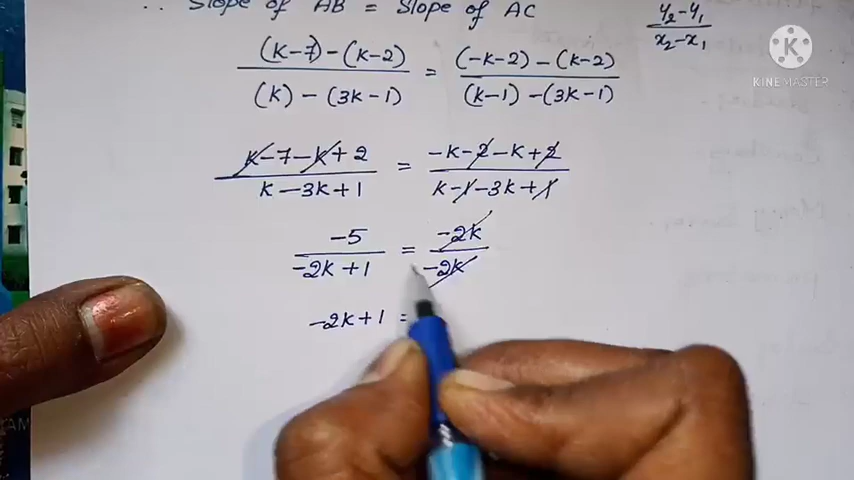 ∴ Slope of AB = Slope of AC
y₂-y₁ / x₂-x₁
K
KINEMASTER
(k-7)-(k-2) / (k)-(3k-1) = (-k-2)-(k-2) / (k-1)-(3k-1)
k-7-k+2 / k-3k+1 = -k-2-k+2 / k-1-3k+1
-5 / -2k+1 = -2k / -2k
-2k+1 =